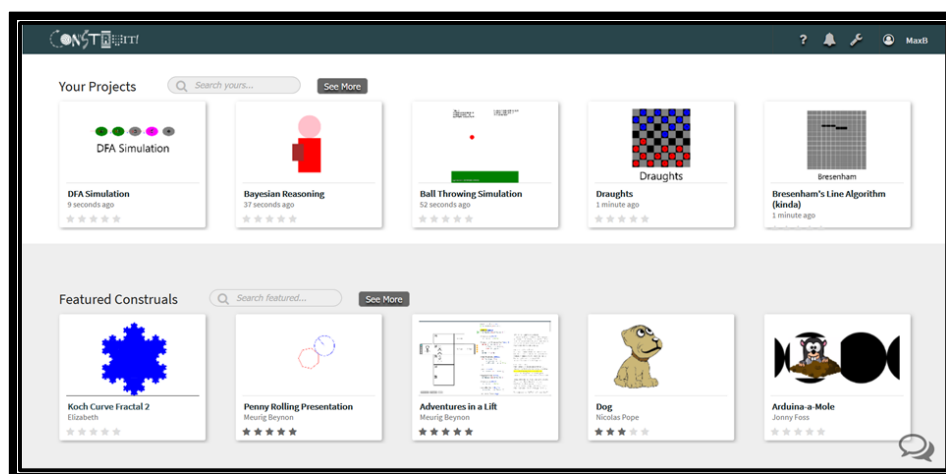 CONSTRUIT!
? MaxB
Your Projects Search yours... See More
DFA Simulation
Draughts
Bresenham
DFA Simulation
9 seconds ago
Bayesian Reasoning
37 seconds ago
Ball Throwing Simulation
52 seconds ago
Draughts
1 minute ago
Bresenham's Line Algorithm
(kinda)
1 minute ago
Featured Construals Search featured... See More
Koch Curve Fractal 2
Elizabeth
Penny Rolling Presentation
Meurig Beynon
Adventures in a Lift
Meurig Beynon
Dog
Nicolas Pope
Arduina-a-Mole
Jonny Foss